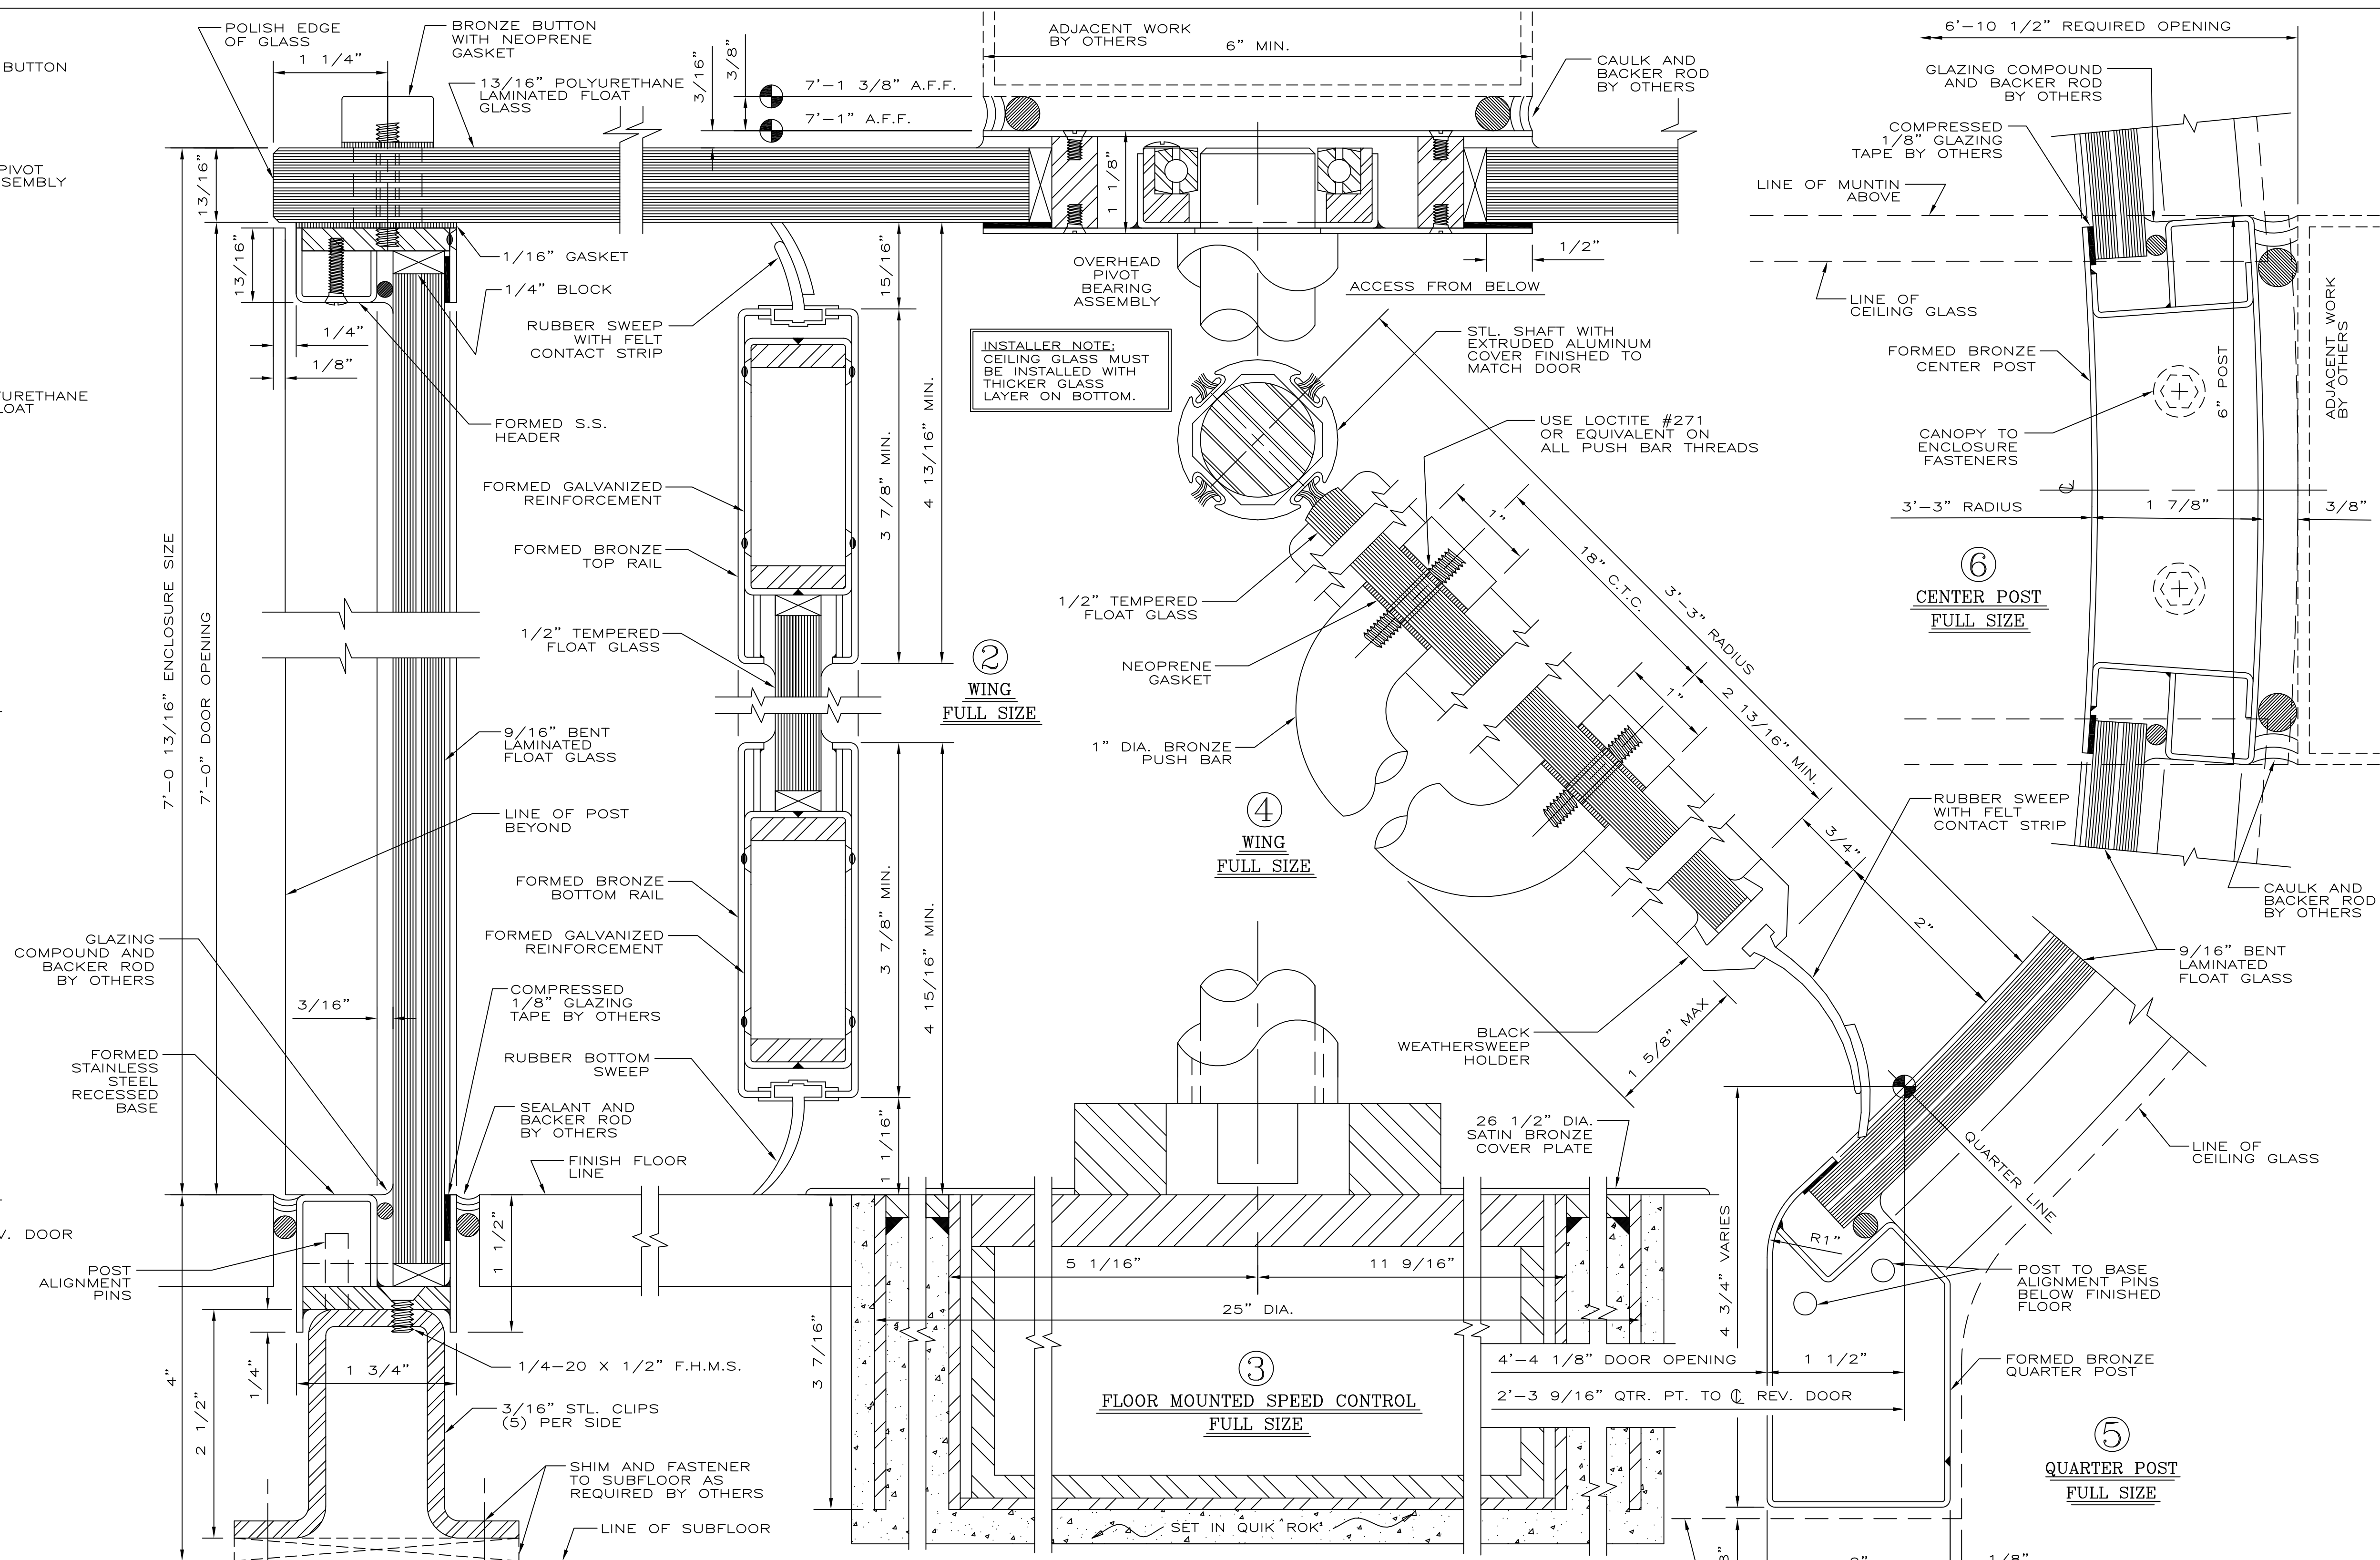 BUTTON
PIVOT
SSEMBLY
YURETHANE
LOAT
V. DOOR
POLISH EDGE
OF GLASS
1 1/4”
BRONZE BUTTON
WITH NEOPRENE
GASKET
13/16” POLYURETHANE
LAMINATED FLOAT
GLASS
3/16”
3/8”
7’-1 3/8” A.F.F.
7’-1” A.F.F.
ADJACENT WORK
BY OTHERS
6” MIN.
CAULK AND
BACKER ROD
BY OTHERS
13/16”
13/16”
1/16” GASKET
1/4” BLOCK
1/4”
1/8”
RUBBER SWEEP
WITH FELT
CONTACT STRIP
FORMED S.S.
HEADER
15/16”
1 1/8”
OVERHEAD
PIVOT
BEARING
ASSEMBLY
1/2”
ACCESS FROM BELOW
INSTALLER NOTE:
CEILING GLASS MUST
BE INSTALLED WITH
THICKER GLASS
LAYER ON BOTTOM.
STL. SHAFT WITH
EXTRUDED ALUMINUM
COVER FINISHED TO
MATCH DOOR
USE LOCTITE #271
OR EQUIVALENT ON
ALL PUSH BAR THREADS
FORMED GALVANIZED
REINFORCEMENT
FORMED BRONZE
TOP RAIL
1/2” TEMPERED
FLOAT GLASS
3 7/8” MIN.
4 13/16” MIN.
2
WING
FULL SIZE
7’-0 13/16” ENCLOSURE SIZE
7’-0” DOOR OPENING
9/16” BENT
LAMINATED
FLOAT GLASS
LINE OF POST
BEYOND
FORMED BRONZE
BOTTOM RAIL
FORMED GALVANIZED
REINFORCEMENT
3 7/8” MIN.
4 15/16” MIN.
GLAZING
COMPOUND AND
BACKER ROD
BY OTHERS
3/16”
COMPRESSED
1/8” GLAZING
TAPE BY OTHERS
RUBBER BOTTOM
SWEEP
FORMED
STAINLESS
STEEL
RECESSED
BASE
SEALANT AND
BACKER ROD
BY OTHERS
FINISH FLOOR
LINE
1 1/16”
1 1/2”
POST
ALIGNMENT
PINS
4”
2 1/2”
1/4”
1 3/4”
1/4-20 X 1/2” F.H.M.S.
3/16” STL. CLIPS
(5) PER SIDE
SHIM AND FASTENER
TO SUBFLOOR AS
REQUIRED BY OTHERS
LINE OF SUBFLOOR
1/2” TEMPERED
FLOAT GLASS
NEOPRENE
GASKET
1” DIA. BRONZE
PUSH BAR
4
WING
FULL SIZE
1”
18” C.T.C.
3’-3” RADIUS
1”
2 13/16” MIN.
3/4”
2”
1 5/8” MAX
BLACK
WEATHERSWEEP
HOLDER
RUBBER SWEEP
WITH FELT
CONTACT STRIP
26 1/2” DIA.
SATIN BRONZE
COVER PLATE
5 1/16”
11 9/16”
25” DIA.
3 7/16”
3
FLOOR MOUNTED SPEED CONTROL
FULL SIZE
SET IN QUIK ROK
6’-10 1/2” REQUIRED OPENING
GLAZING COMPOUND
AND BACKER ROD
BY OTHERS
COMPRESSED
1/8” GLAZING
TAPE BY OTHERS
LINE OF MUNTIN
ABOVE
LINE OF
CEILING GLASS
FORMED BRONZE
CENTER POST
CANOPY TO
ENCLOSURE
FASTENERS
6” POST
ADJACENT WORK
BY OTHERS
℄
3’-3” RADIUS
1 7/8”
3/8”
6
CENTER POST
FULL SIZE
CAULK AND
BACKER ROD
BY OTHERS
9/16” BENT
LAMINATED
FLOAT GLASS
QUARTER LINE
LINE OF
CEILING GLASS
4 3/4” VARIES
R1”
POST TO BASE
ALIGNMENT PINS
BELOW FINISHED
FLOOR
4’-4 1/8” DOOR OPENING
1 1/2”
2’-3 9/16” QTR. PT. TO ℄ REV. DOOR
FORMED BRONZE
QUARTER POST
5
QUARTER POST
FULL SIZE
1/8”